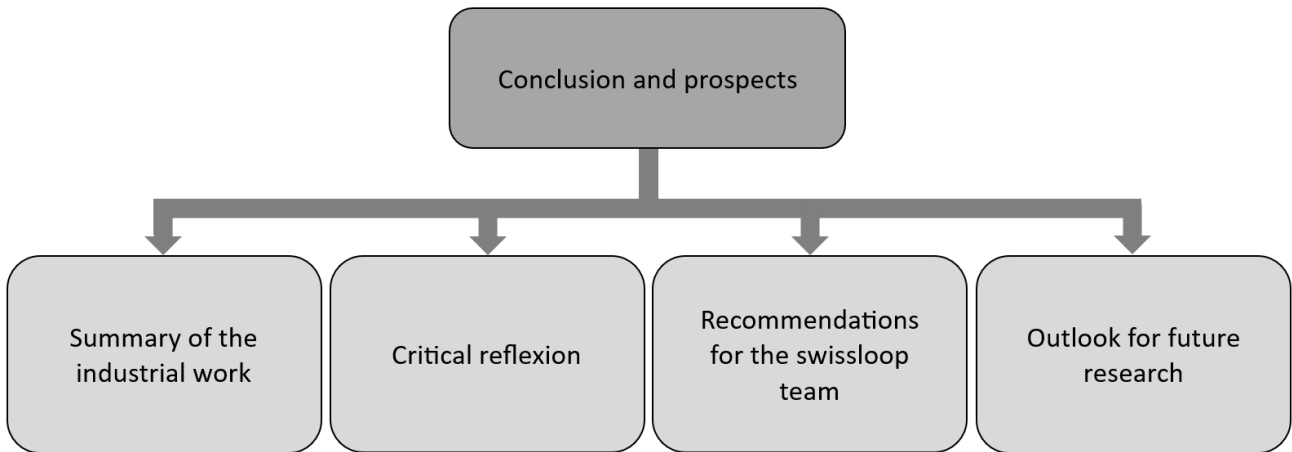 Conclusion and prospects
Summary of the
industrial work
Critical reflexion
Recommendations
for the swissloop
team
Outlook for future
research